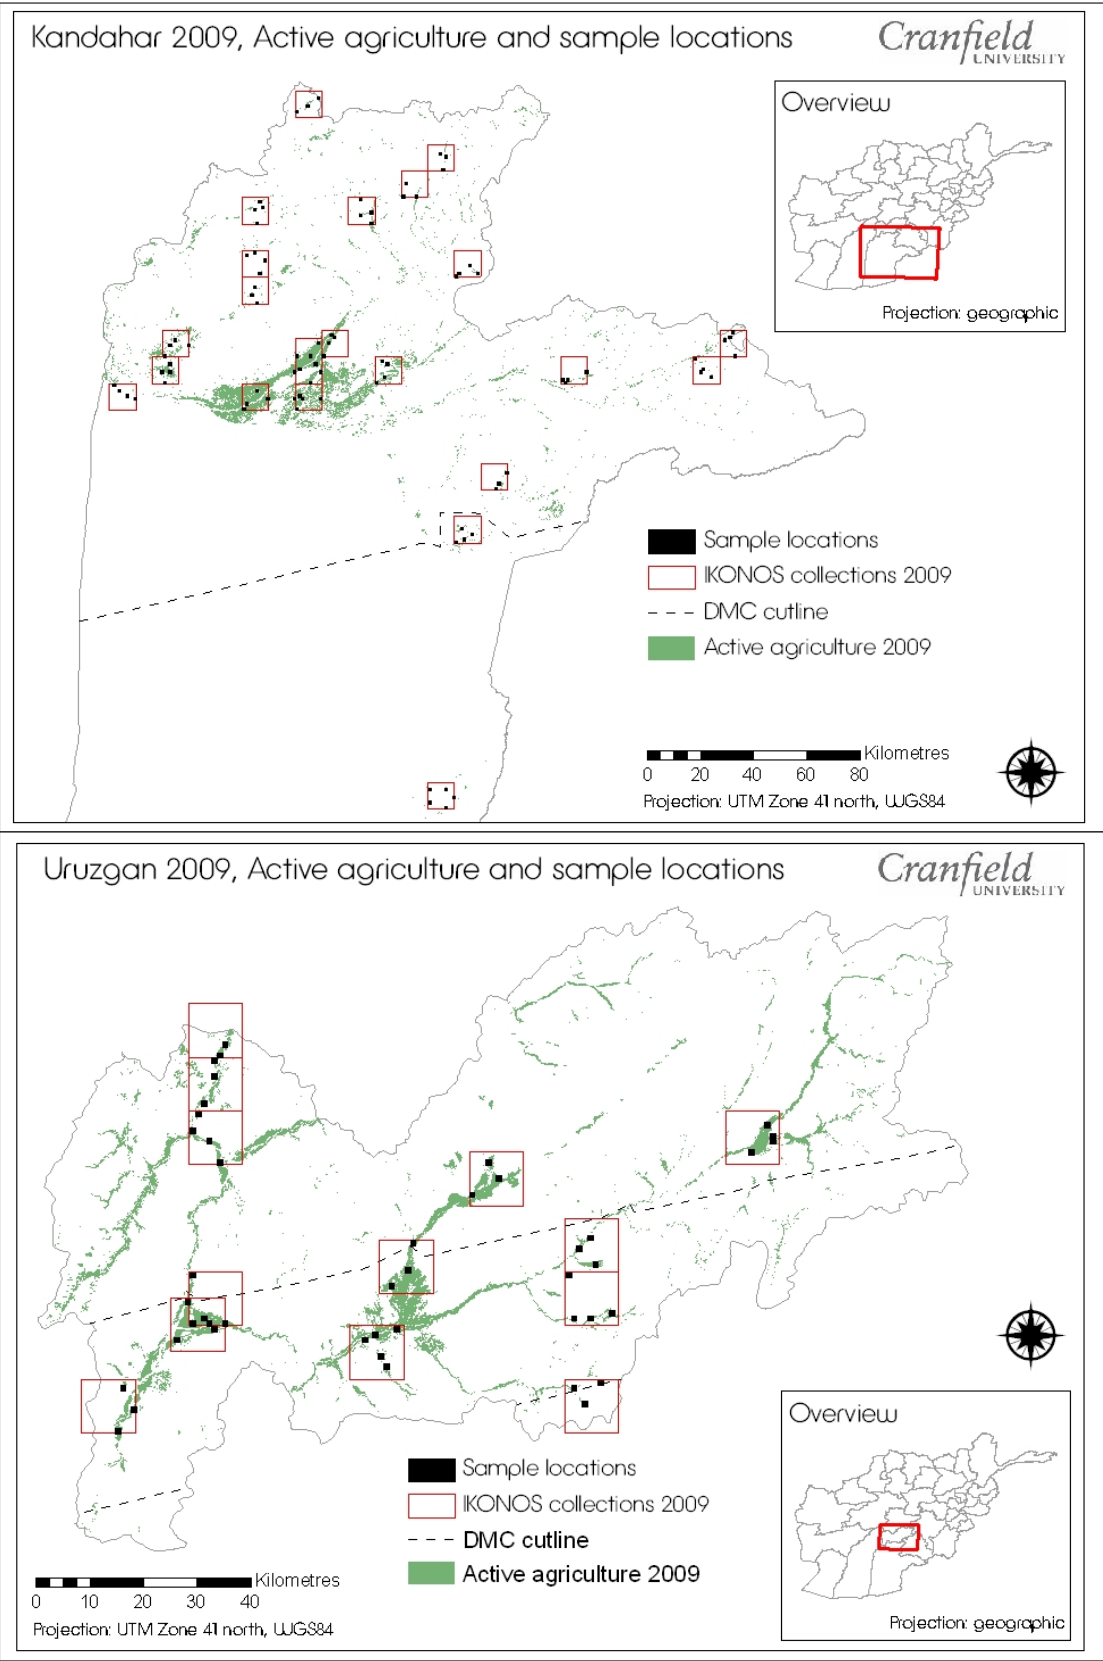 Kandahar 2009, Active agriculture and sample locations
Cranfield
UNIVERSITY
Overview
Projection: geographic
Sample locations
IKONOS collections 2009
DMC cutline
Active agriculture 2009
Kilometres
0 20 40 60 80
Projection: UTM Zone 41 north, WGS84
Uruzgan 2009, Active agriculture and sample locations
Cranfield
UNIVERSITY
Overview
Projection: geographic
Sample locations
IKONOS collections 2009
DMC cutline
Active agriculture 2009
Kilometres
0 10 20 30 40
Projection: UTM Zone 41 north, WGS84